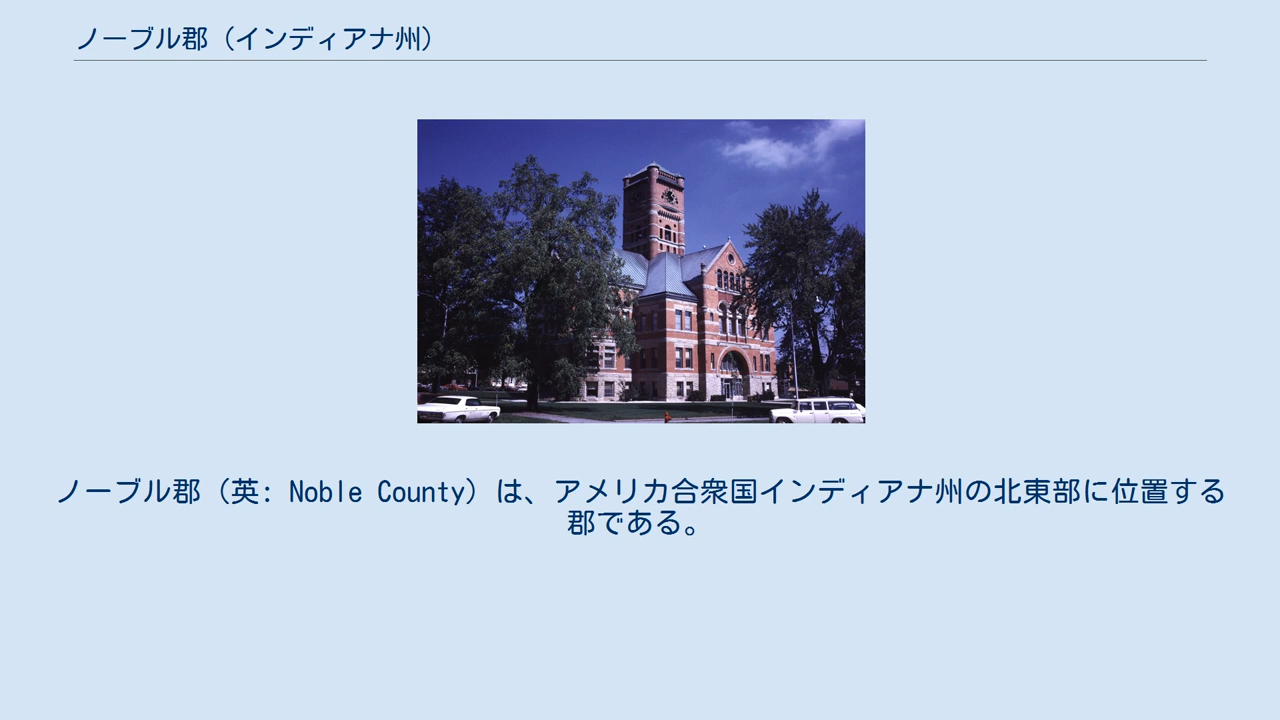 ノーブル郡（インディアナ州）
ノーブル郡（英: Noble County）は、アメリカ合衆国インディアナ州の北東部に位置する
郡である。